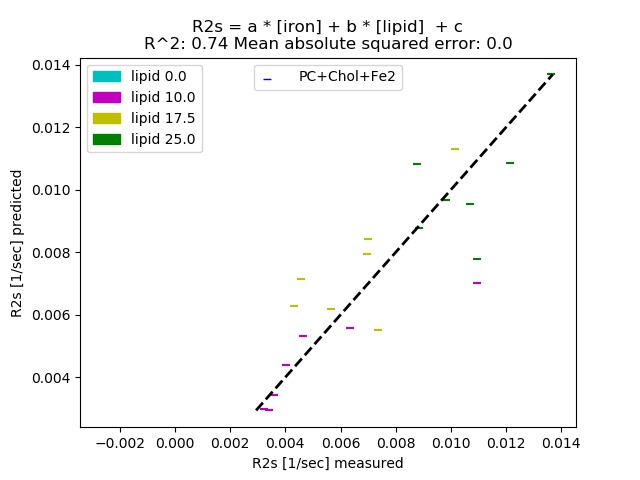 R2s = a * [iron] + b * [lipid]  + c
R^2: 0.74 Mean absolute squared error: 0.0
lipid 0.0
lipid 10.0
lipid 17.5
lipid 25.0
PC+Chol+Fe2
R2s [1/sec] predicted
0.014
0.012
0.010
0.008
0.006
0.004
−0.002 0.000 0.002 0.004 0.006 0.008 0.010 0.012 0.014
R2s [1/sec] measured